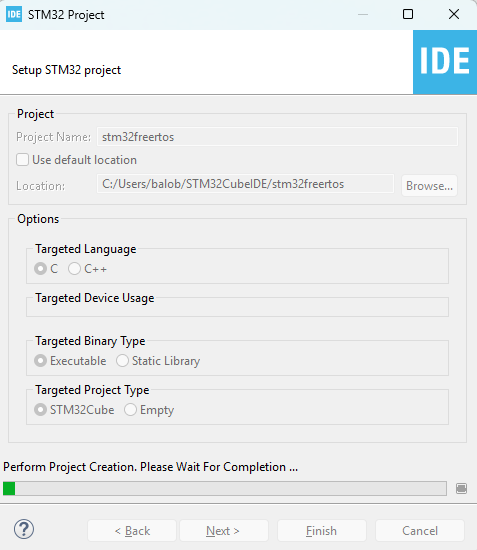 IDE STM32 Project
Setup STM32 project
IDE
Project
Project Name: stm32freertos
Use default location
Location: C:/Users/balob/STM32CubeIDE/stm32freertos Browse...
Options
Targeted Language
C C++
Targeted Device Usage
Targeted Binary Type
Executable Static Library
Targeted Project Type
STM32Cube Empty
Perform Project Creation. Please Wait For Completion ...
? < Back Next > Finish Cancel